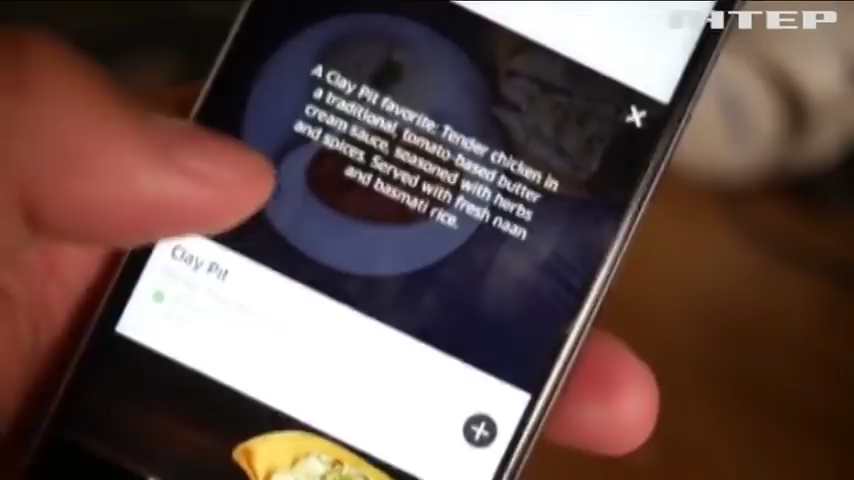 ІНТЕР
A Clay Pit favorite: Tender chicken in
a traditional, tomato-based butter
cream sauce, seasoned with herbs
and spices. Served with fresh naan
and basmati rice.
Clay Pit